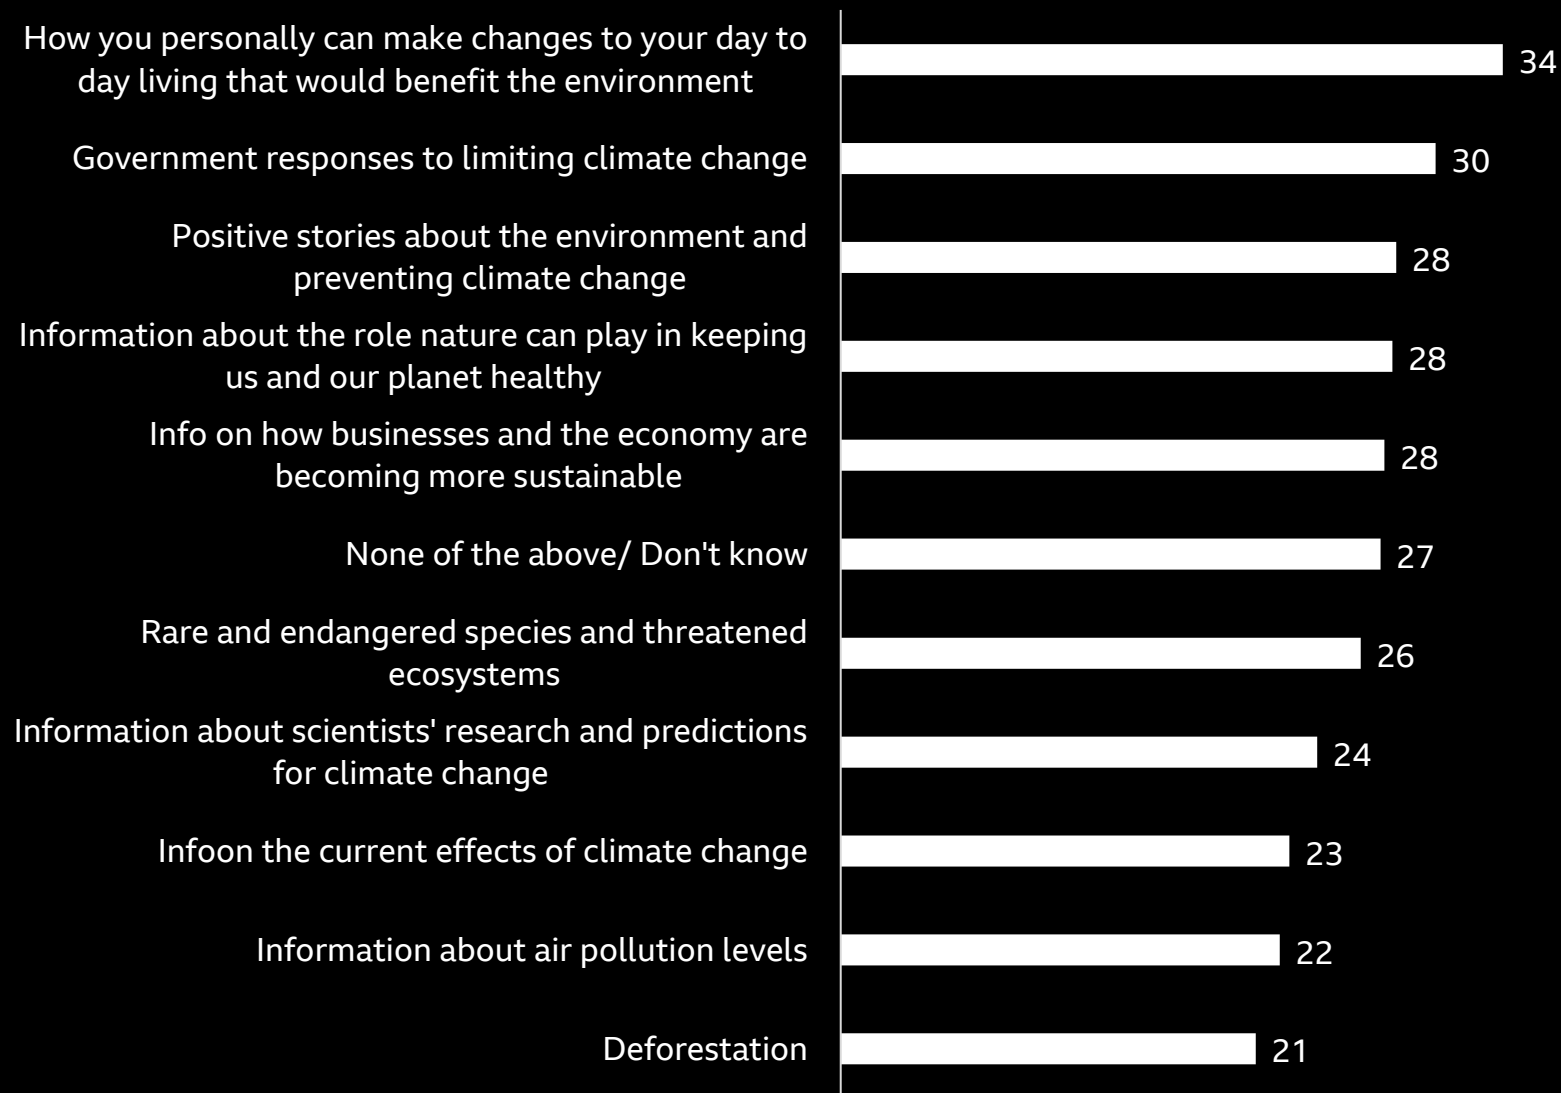 How you personally can make changes to your day to
day living that would benefit the environment
34
Government responses to limiting climate change
30
Positive stories about the environment and
preventing climate change
28
Information about the role nature can play in keeping
us and our planet healthy
28
Info on how businesses and the economy are
becoming more sustainable
28
None of the above/ Don't know
27
Rare and endangered species and threatened
ecosystems
26
Information about scientists' research and predictions
for climate change
24
Infoon the current effects of climate change
23
Information about air pollution levels
22
Deforestation
21